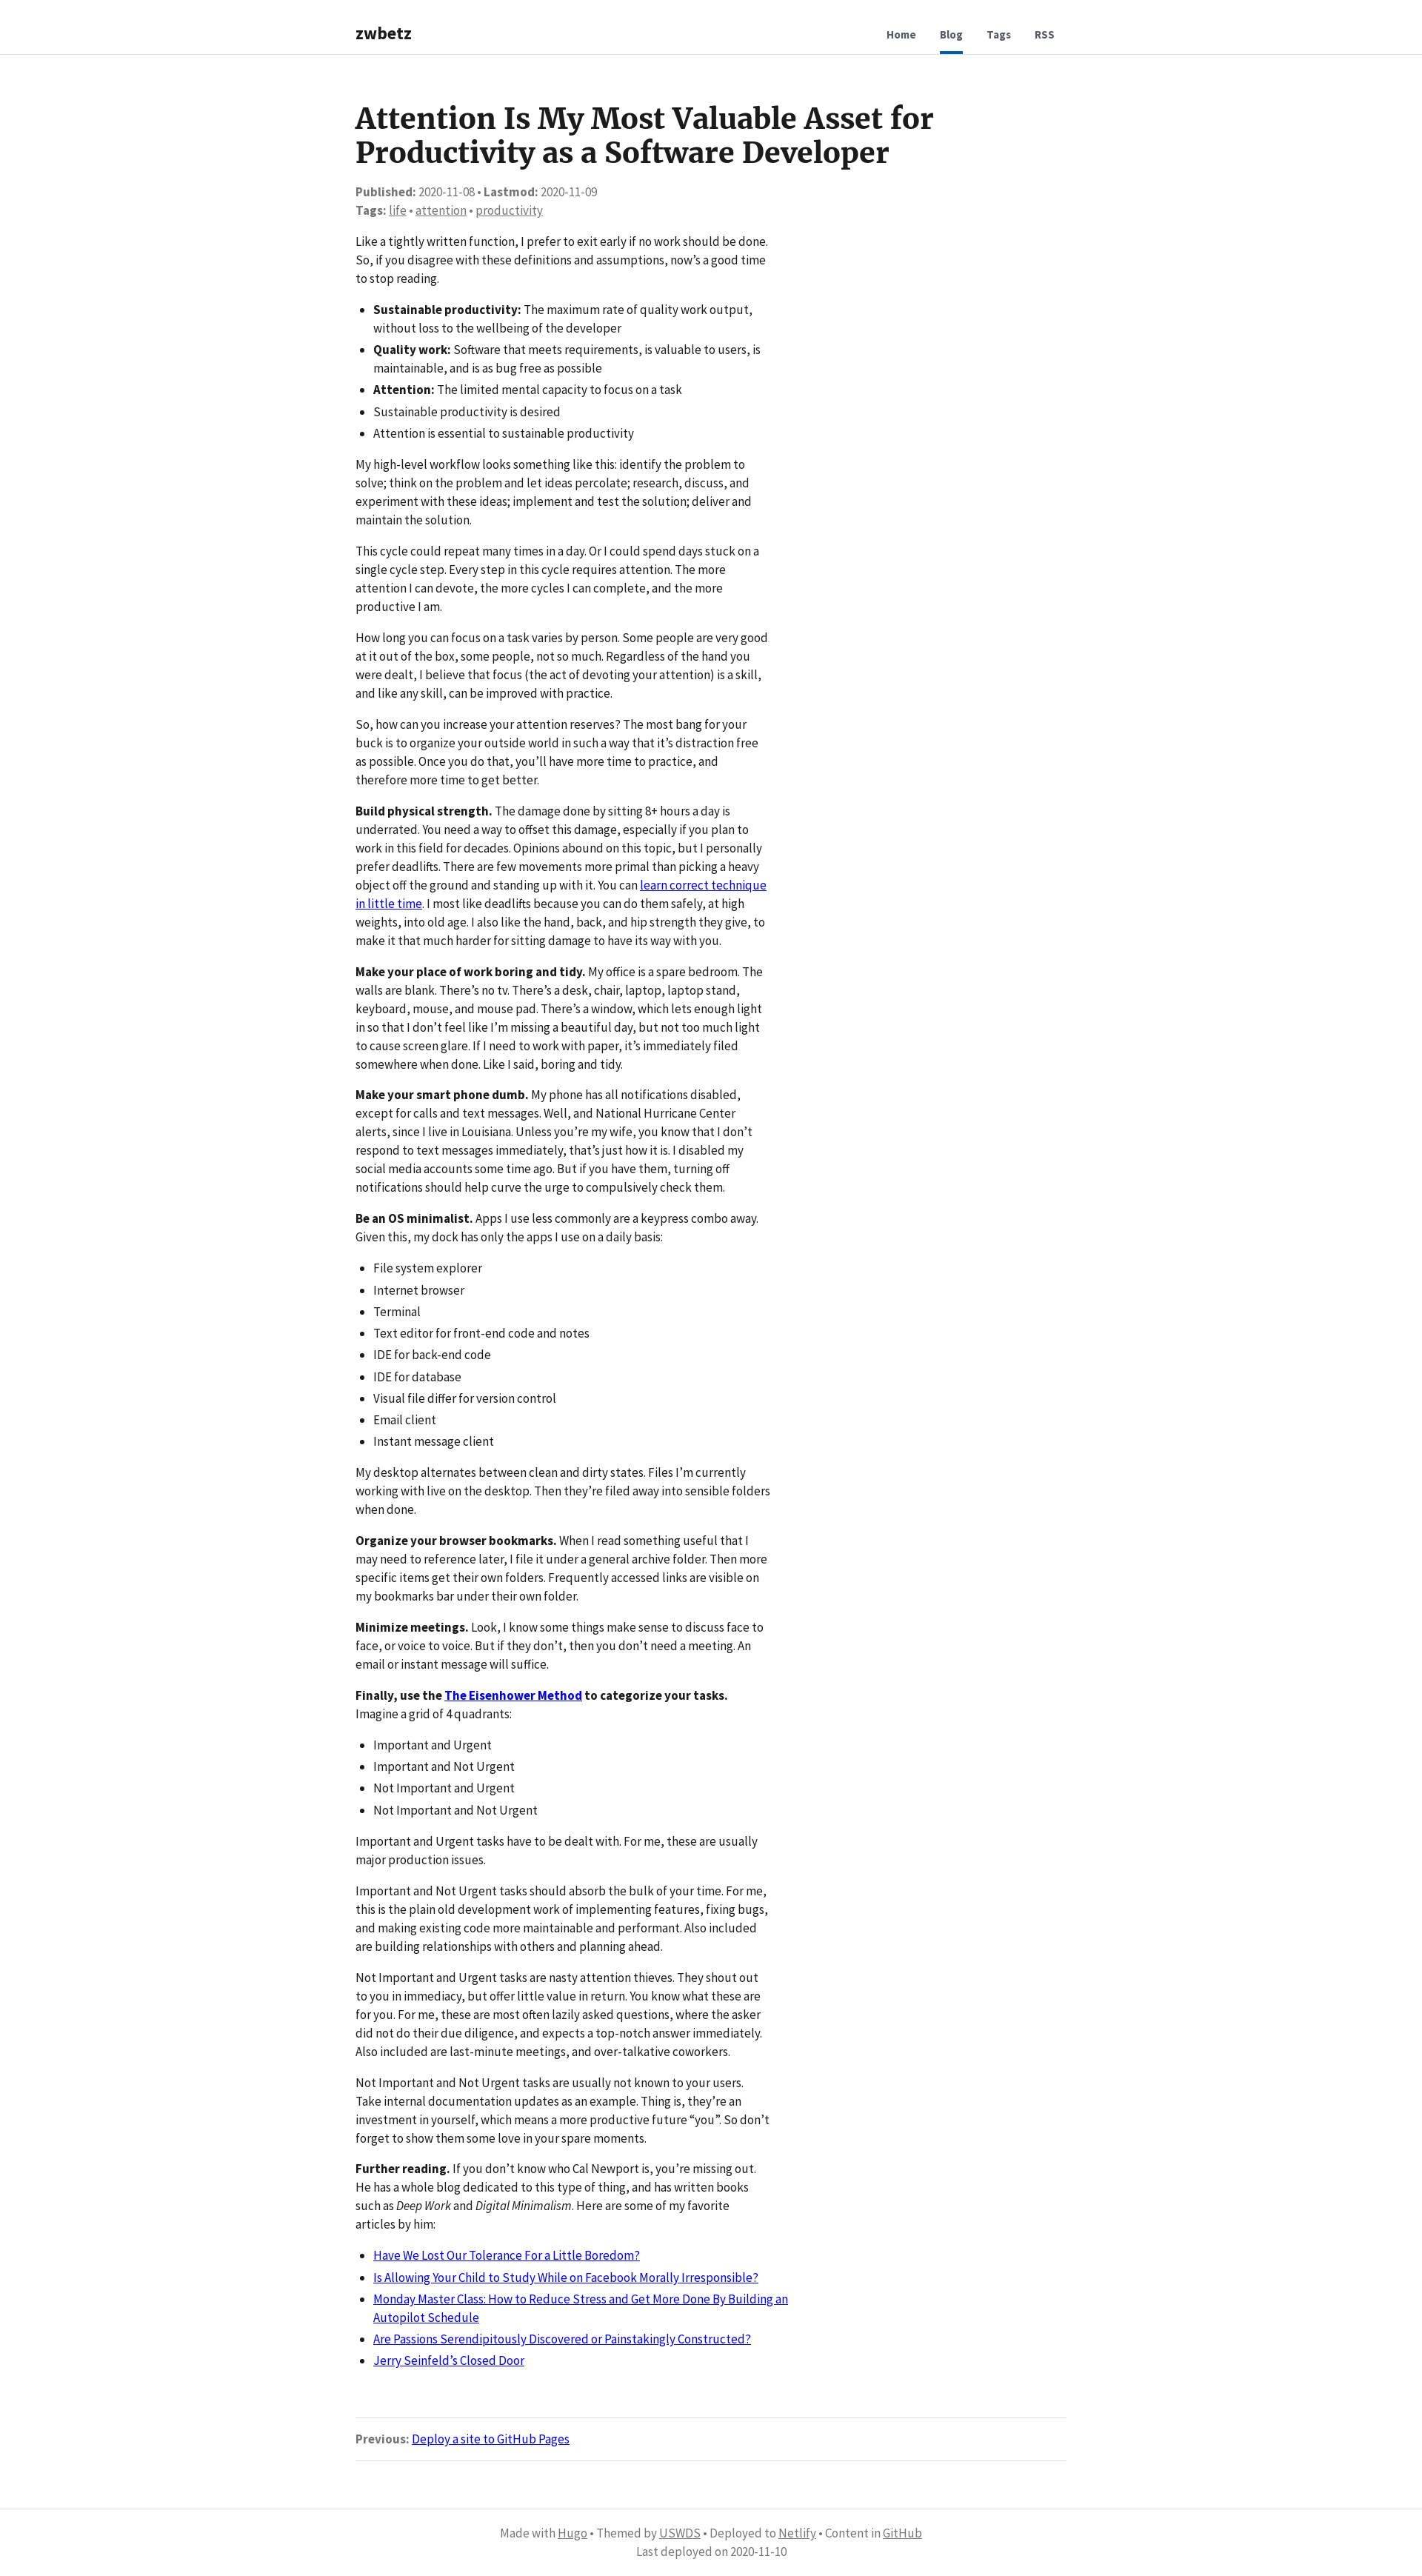 zwbetz
Home
Blog
Tags
RSS
Attention Is My Most Valuable Asset for
Productivity as a Software Developer
Published: 2020-11-08 • Lastmod: 2020-11-09
Tags: life • attention • productivity
Like a tightly written function, I prefer to exit early if no work should be done.
So, if you disagree with these definitions and assumptions, now’s a good time
to stop reading.
• Sustainable productivity: The maximum rate of quality work output,
without loss to the wellbeing of the developer
• Quality work: Software that meets requirements, is valuable to users, is
maintainable, and is as bug free as possible
• Attention: The limited mental capacity to focus on a task
• Sustainable productivity is desired
• Attention is essential to sustainable productivity
My high-level workflow looks something like this: identify the problem to
solve; think on the problem and let ideas percolate; research, discuss, and
experiment with these ideas; implement and test the solution; deliver and
maintain the solution.
This cycle could repeat many times in a day. Or I could spend days stuck on a
single cycle step. Every step in this cycle requires attention. The more
attention I can devote, the more cycles I can complete, and the more
productive I am.
How long you can focus on a task varies by person. Some people are very good
at it out of the box, some people, not so much. Regardless of the hand you
were dealt, I believe that focus (the act of devoting your attention) is a skill,
and like any skill, can be improved with practice.
So, how can you increase your attention reserves? The most bang for your
buck is to organize your outside world in such a way that it’s distraction free
as possible. Once you do that, you’ll have more time to practice, and
therefore more time to get better.
Build physical strength. The damage done by sitting 8+ hours a day is
underrated. You need a way to offset this damage, especially if you plan to
work in this field for decades. Opinions abound on this topic, but I personally
prefer deadlifts. There are few movements more primal than picking a heavy
object off the ground and standing up with it. You can learn correct technique
in little time. I most like deadlifts because you can do them safely, at high
weights, into old age. I also like the hand, back, and hip strength they give, to
make it that much harder for sitting damage to have its way with you.
Make your place of work boring and tidy. My office is a spare bedroom. The
walls are blank. There’s no tv. There’s a desk, chair, laptop, laptop stand,
keyboard, mouse, and mouse pad. There’s a window, which lets enough light
in so that I don’t feel like I’m missing a beautiful day, but not too much light
to cause screen glare. If I need to work with paper, it’s immediately filed
somewhere when done. Like I said, boring and tidy.
Make your smart phone dumb. My phone has all notifications disabled,
except for calls and text messages. Well, and National Hurricane Center
alerts, since I live in Louisiana. Unless you’re my wife, you know that I don’t
respond to text messages immediately, that’s just how it is. I disabled my
social media accounts some time ago. But if you have them, turning off
notifications should help curve the urge to compulsively check them.
Be an OS minimalist. Apps I use less commonly are a keypress combo away.
Given this, my dock has only the apps I use on a daily basis:
• File system explorer
• Internet browser
• Terminal
• Text editor for front-end code and notes
• IDE for back-end code
• IDE for database
• Visual file differ for version control
• Email client
• Instant message client
My desktop alternates between clean and dirty states. Files I’m currently
working with live on the desktop. Then they’re filed away into sensible folders
when done.
Organize your browser bookmarks. When I read something useful that I
may need to reference later, I file it under a general archive folder. Then more
specific items get their own folders. Frequently accessed links are visible on
my bookmarks bar under their own folder.
Minimize meetings. Look, I know some things make sense to discuss face to
face, or voice to voice. But if they don’t, then you don’t need a meeting. An
email or instant message will suffice.
Finally, use the The Eisenhower Method to categorize your tasks.
Imagine a grid of 4 quadrants:
• Important and Urgent
• Important and Not Urgent
• Not Important and Urgent
• Not Important and Not Urgent
Important and Urgent tasks have to be dealt with. For me, these are usually
major production issues.
Important and Not Urgent tasks should absorb the bulk of your time. For me,
this is the plain old development work of implementing features, fixing bugs,
and making existing code more maintainable and performant. Also included
are building relationships with others and planning ahead.
Not Important and Urgent tasks are nasty attention thieves. They shout out
to you in immediacy, but offer little value in return. You know what these are
for you. For me, these are most often lazily asked questions, where the asker
did not do their due diligence, and expects a top-notch answer immediately.
Also included are last-minute meetings, and over-talkative coworkers.
Not Important and Not Urgent tasks are usually not known to your users.
Take internal documentation updates as an example. Thing is, they’re an
investment in yourself, which means a more productive future “you”. So don’t
forget to show them some love in your spare moments.
Further reading. If you don’t know who Cal Newport is, you’re missing out.
He has a whole blog dedicated to this type of thing, and has written books
such as Deep Work and Digital Minimalism. Here are some of my favorite
articles by him:
• Have We Lost Our Tolerance For a Little Boredom?
• Is Allowing Your Child to Study While on Facebook Morally Irresponsible?
• Monday Master Class: How to Reduce Stress and Get More Done By Building an
Autopilot Schedule
• Are Passions Serendipitously Discovered or Painstakingly Constructed?
• Jerry Seinfeld’s Closed Door
Previous: Deploy a site to GitHub Pages
Made with Hugo • Themed by USWDS • Deployed to Netlify • Content in GitHub
Last deployed on 2020-11-10